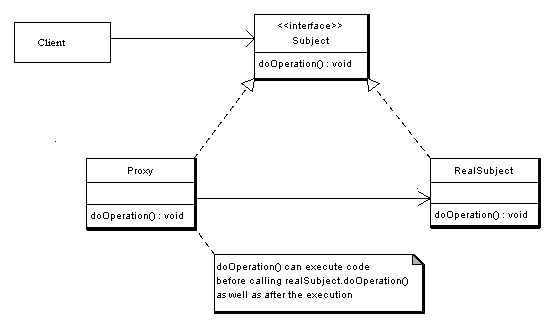 Client
<<interface>>
Subject
doOperation() : void
Proxy
doOperation() : void
RealSubject
doOperation() : void
doOperation() can execute code
before calling realSubject.doOperation()
as well as after the execution